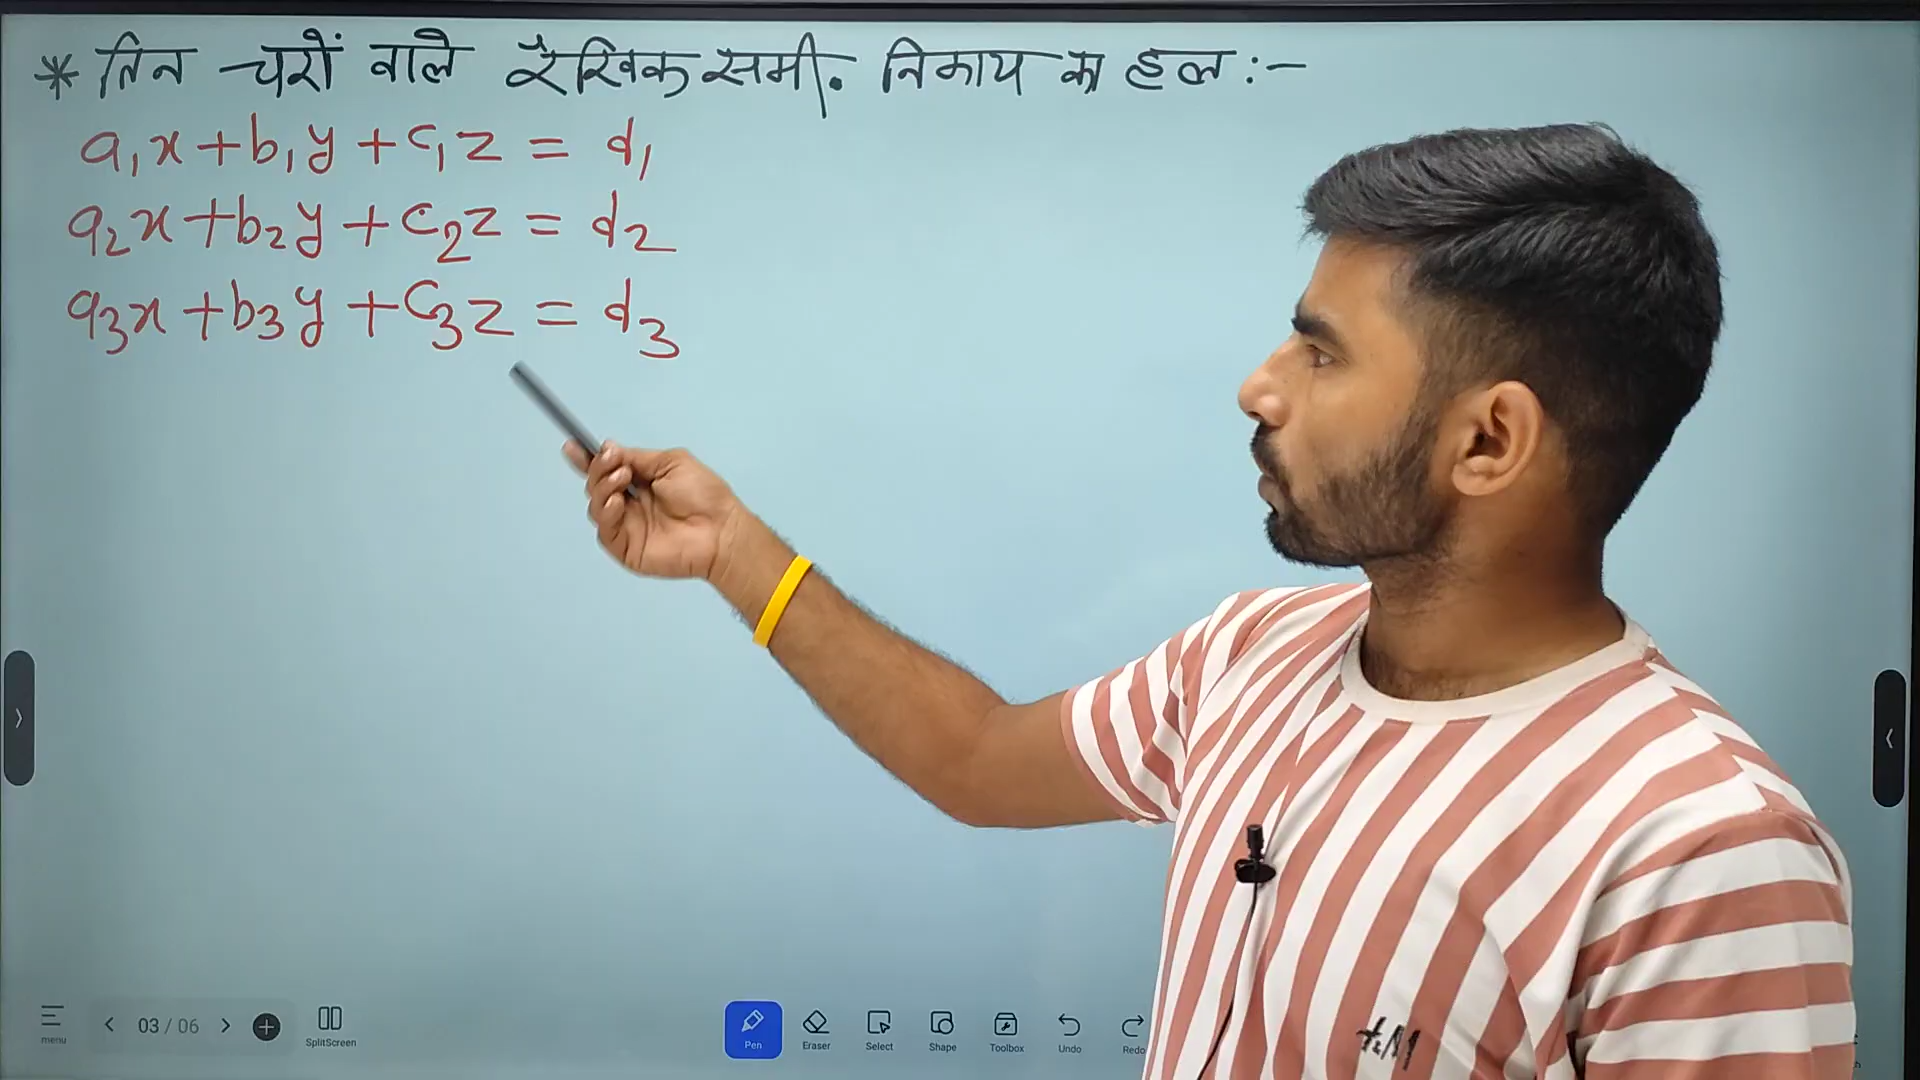 * तिन चरों वाले रैखिक समी. निकाय का हल :-
a₁x + b₁y + c₁z = d₁
a₂x + b₂y + c₂z = d₂
a₃x + b₃y + c₃z = d₃
menu
03 / 06
SplitScreen
Pen
Eraser
Select
Shape
Toolbox
Undo
Redo